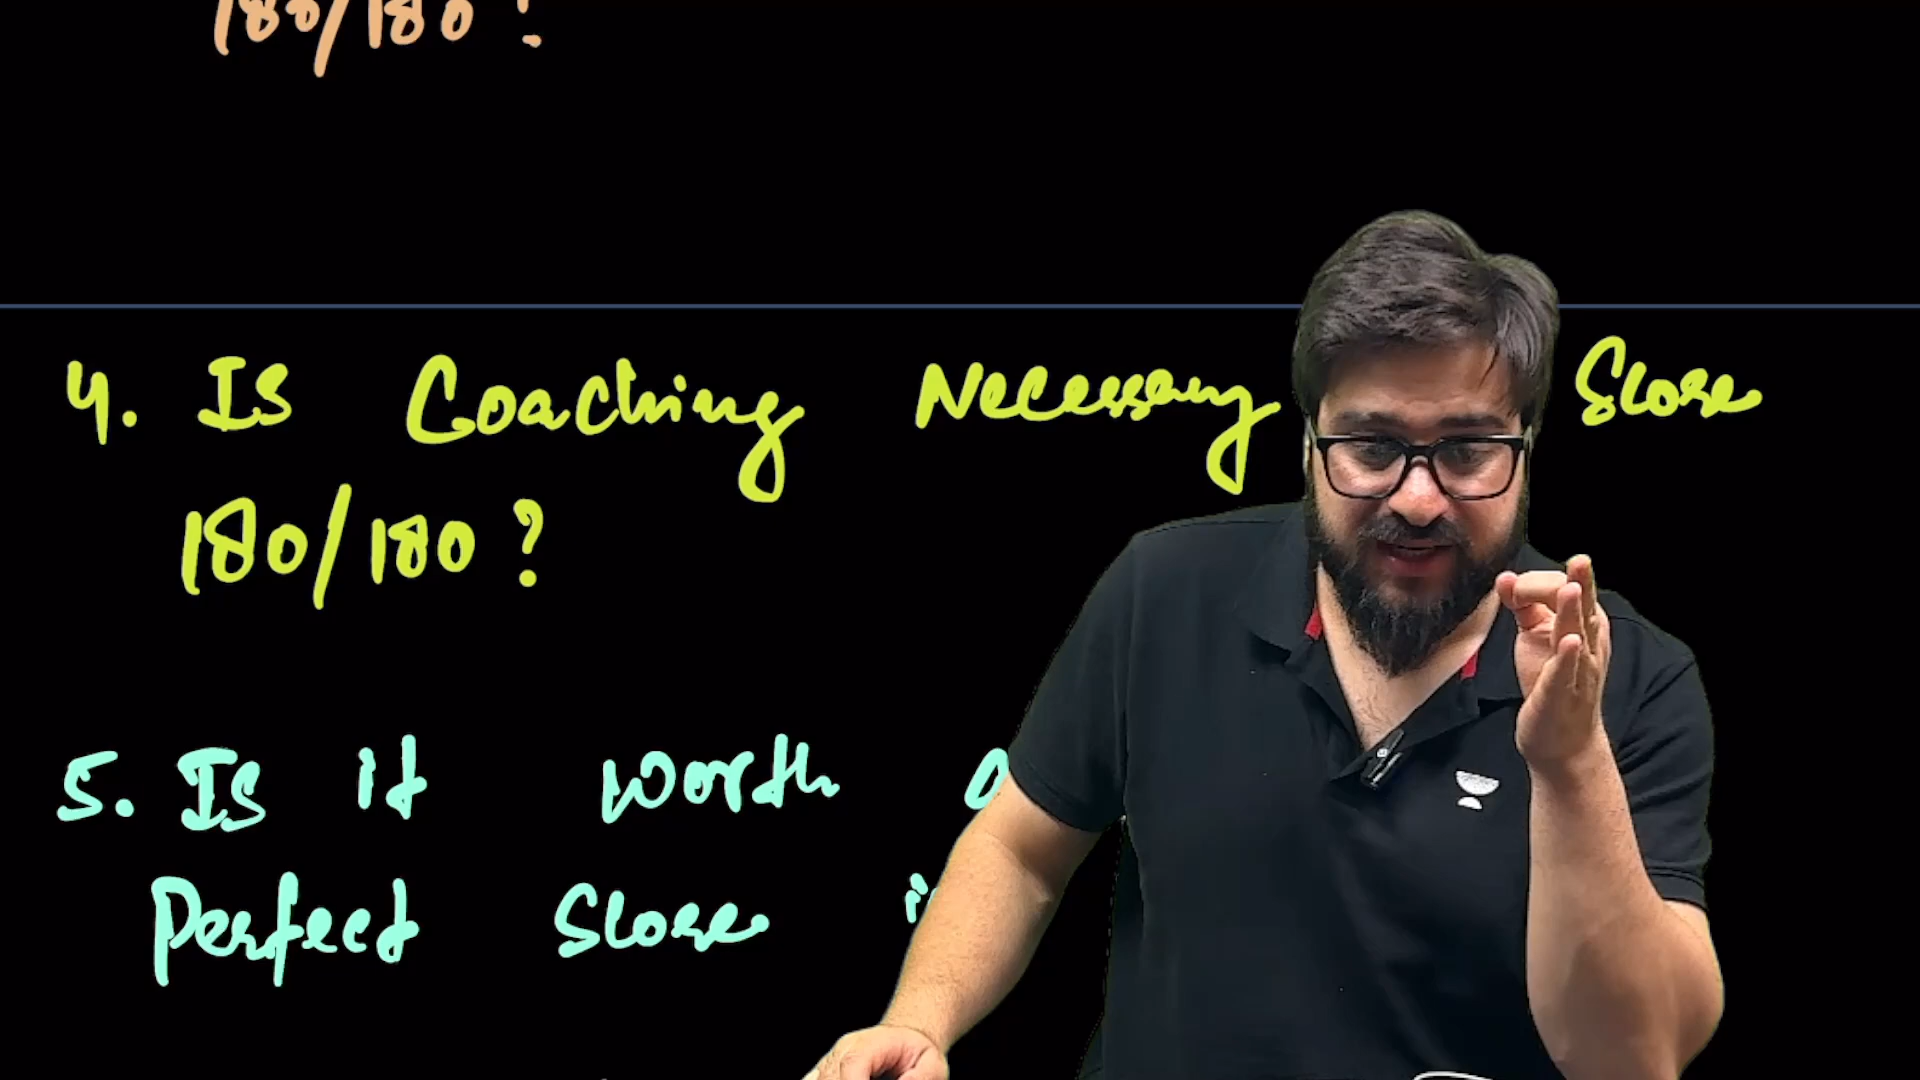 180/180 ?
4. Is Coaching Necessary Score
180/180 ?
5. Is it worth
Perfect Score